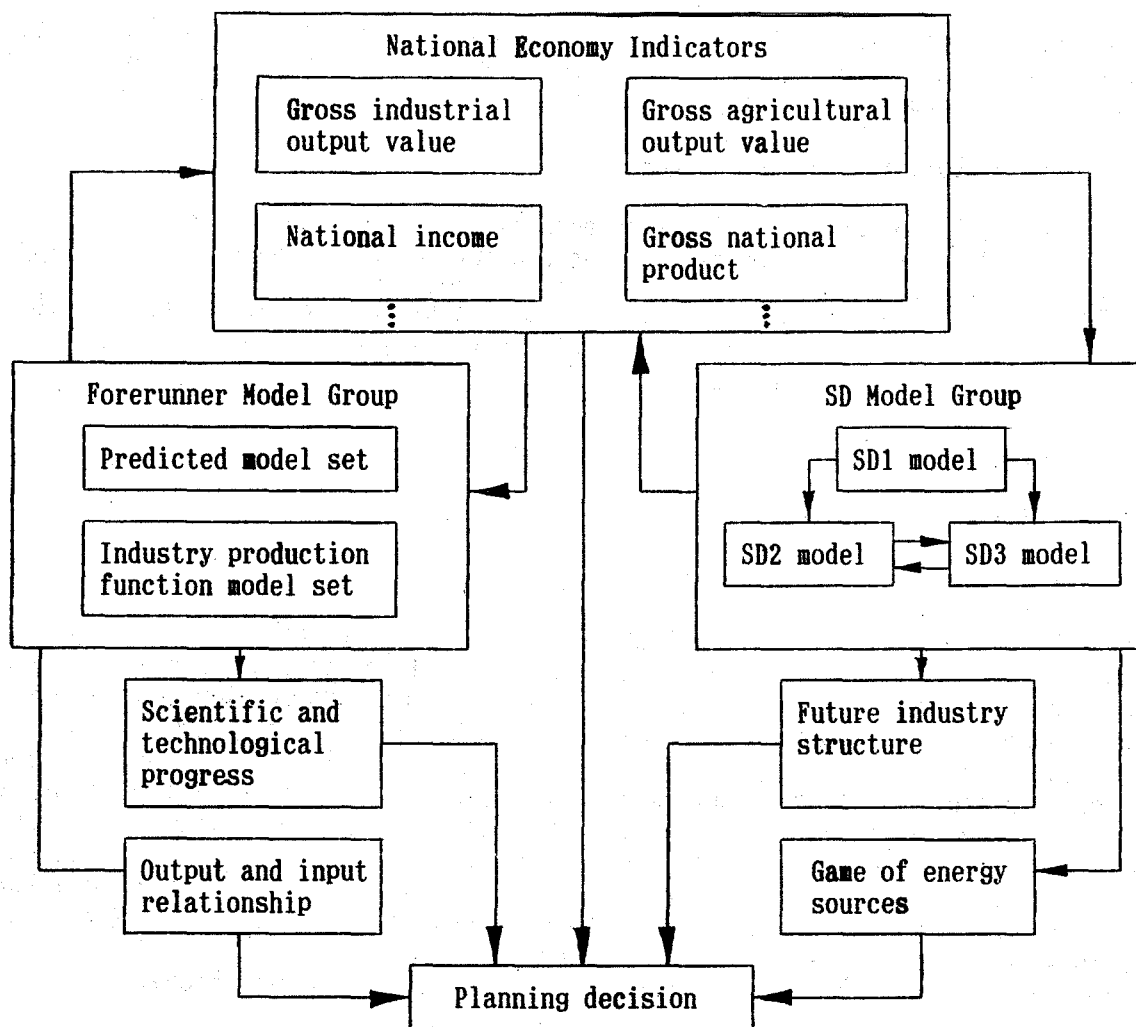 National Economy Indicators
Gross industrial
output value
Gross agricultural
output value
National income
Gross national
product
Forerunner Model Group
Predicted model set
Industry production
function model set
SD Model Group
SD1 model
SD2 model
SD3 model
Scientific and
technological
progress
Future industry
structure
Output and input
relationship
Game of energy
sources
Planning decision